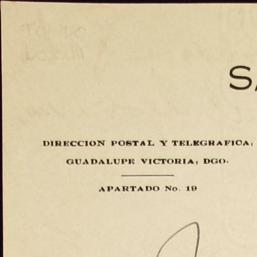 SA
DIRECCION POSTAL Y TELEGRAFICA;
GUADALUPE VICTORIA, DGO.
APARTADO No. 19